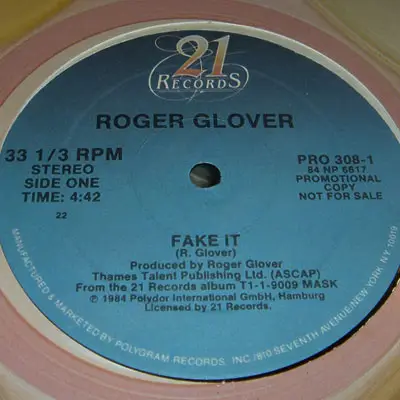 21
RECORDS
ROGER GLOVER
33 1/3 RPM
STEREO
SIDE ONE
TIME: 4:42
22
PRO 308-1
84 NP 6817
PROMOTIONAL
COPY
NOT FOR SALE
FAKE IT
(R. Glover)
Produced by Roger Glover
Thames Talent Publishing Ltd. (ASCAP)
From the 21 Records album T1-1-9009 MASK
℗ 1984 Polydor International GmbH, Hamburg
Licensed by 21 Records.
MANUFACTURED & MARKETED BY POLYGRAM RECORDS, INC./810 SEVENTH AVENUE/NEW YORK, NY 10019